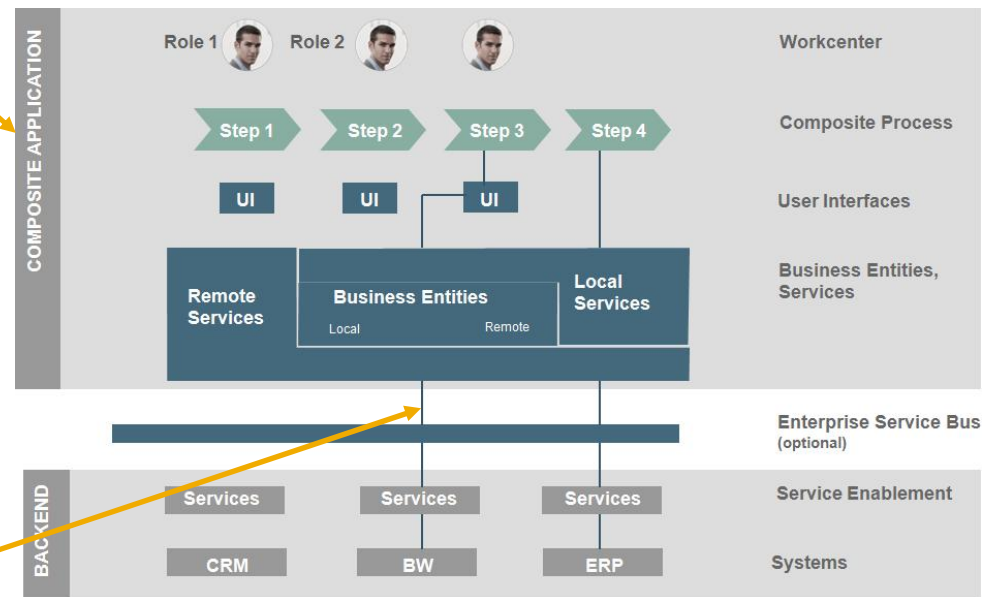 COMPOSITE APPLICATION
Role 1
Role 2
Workcenter
Step 1
Step 2
Step 3
Step 4
Composite Process
UI
UI
UI
User Interfaces
Remote
Services
Business Entities
Local
Remote
Local
Services
Business Entities,
Services
Enterprise Service Bus
(optional)
BACKEND
Services
Services
Services
Service Enablement
CRM
BW
ERP
Systems